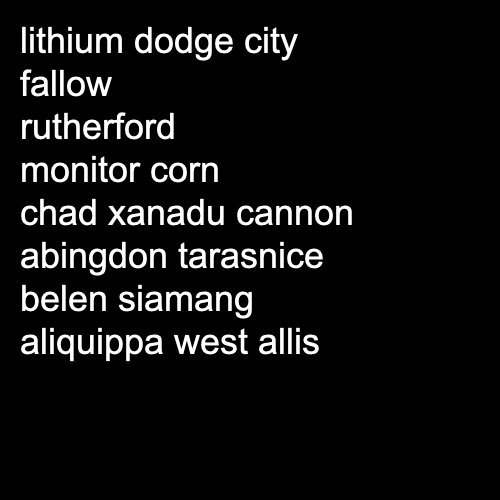 lithium dodge city
fallow
rutherford
monitor corn
chad xanadu cannon
abingdon tarasnice
belen siamang
aliquippa west allis